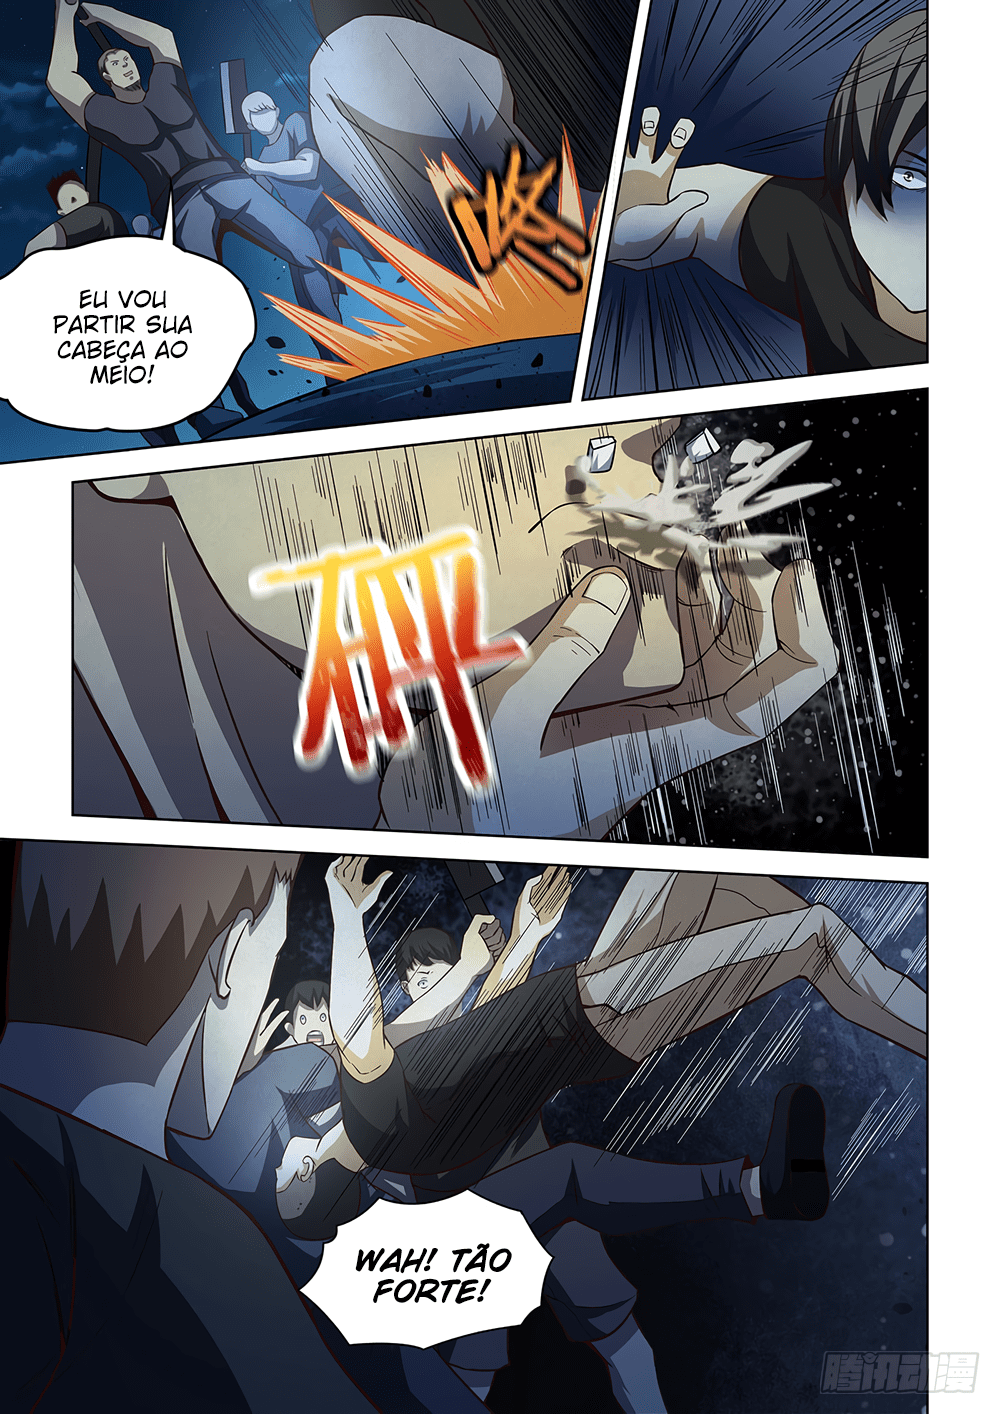 EU VOU
PARTIR SUA
CABEÇA AO
MEIO!
WAH! TÃO
FORTE!
腾讯动漫